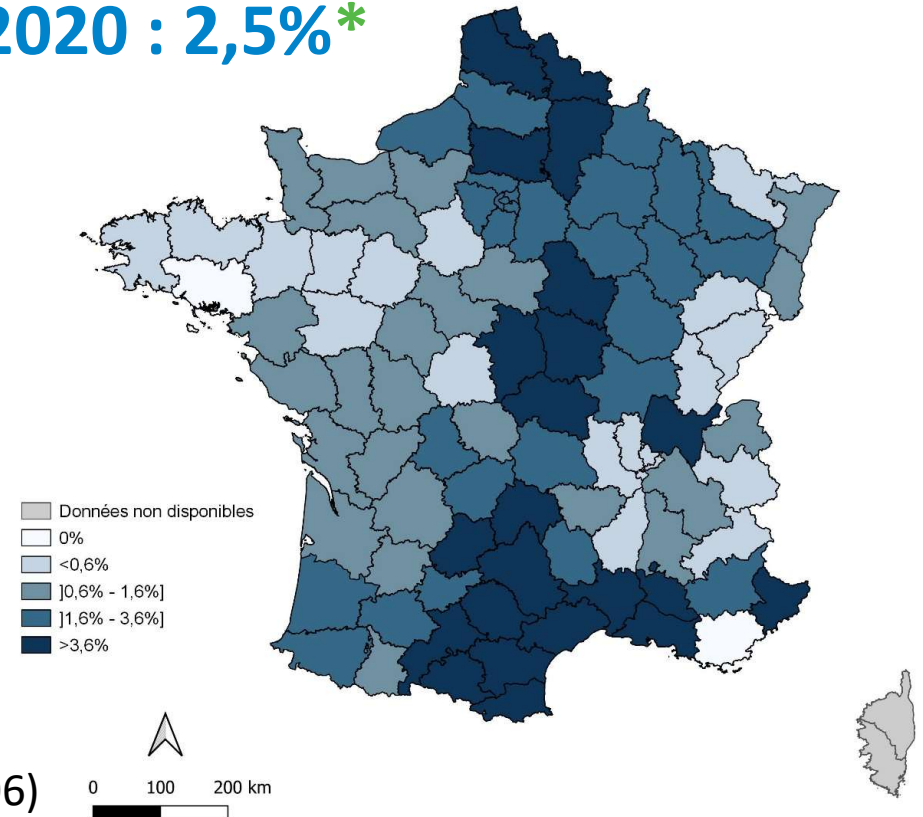 2020 : 2,5%*
Données non disponibles
0%
<0,6%
]0,6% - 1,6%]
]1,6% - 3,6%]
>3,6%
6)
0 100 200 km